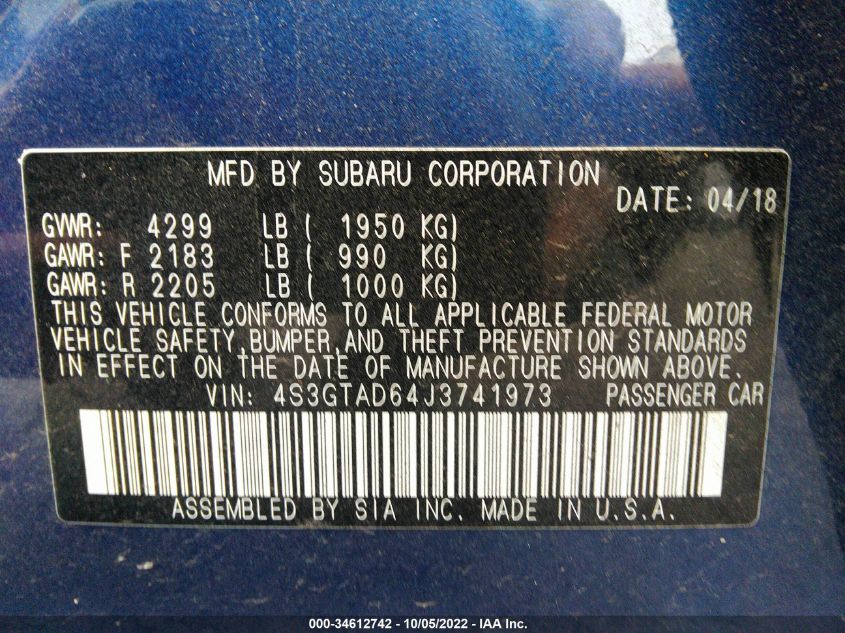 MFD BY SUBARU CORPORATION
DATE: 04/18
GVWR: 4299 LB ( 1950 KG)
GAWR: F 2183 LB ( 990 KG)
GAWR: R 2205 LB ( 1000 KG)
THIS VEHICLE CONFORMS TO ALL APPLICABLE FEDERAL MOTOR
VEHICLE SAFETY, BUMPER, AND THEFT PREVENTION STANDARDS
IN EFFECT ON THE DATE OF MANUFACTURE SHOWN ABOVE.
VIN: 4S3GTAD64J3741973 PASSENGER CAR
ASSEMBLED BY SIA INC. MADE IN U.S.A.
000-34612742 - 10/05/2022 - IAA Inc.